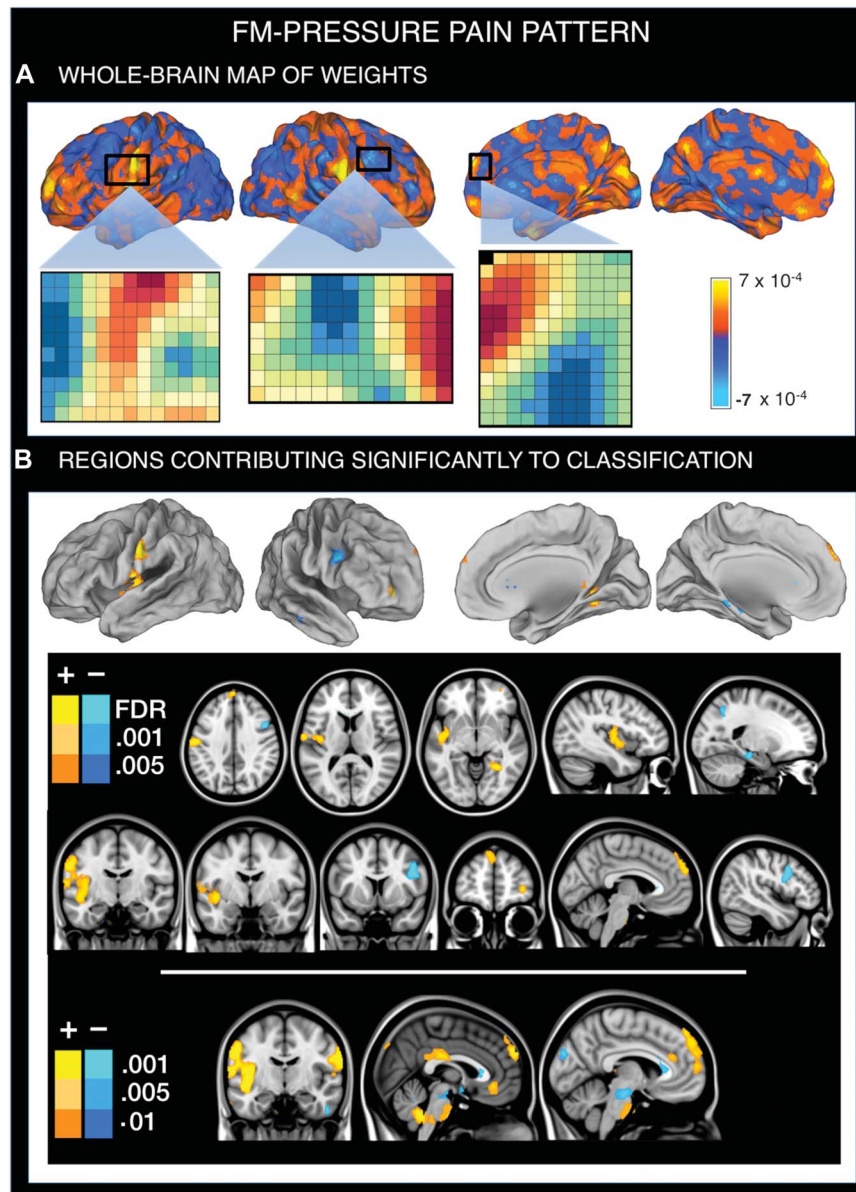 FM-PRESSURE PAIN PATTERN
A WHOLE-BRAIN MAP OF WEIGHTS
7 x 10-4
-7 x 10-4
B REGIONS CONTRIBUTING SIGNIFICANTLY TO CLASSIFICATION
+ −
FDR
.001
.005
+ −
.001
.005
.01